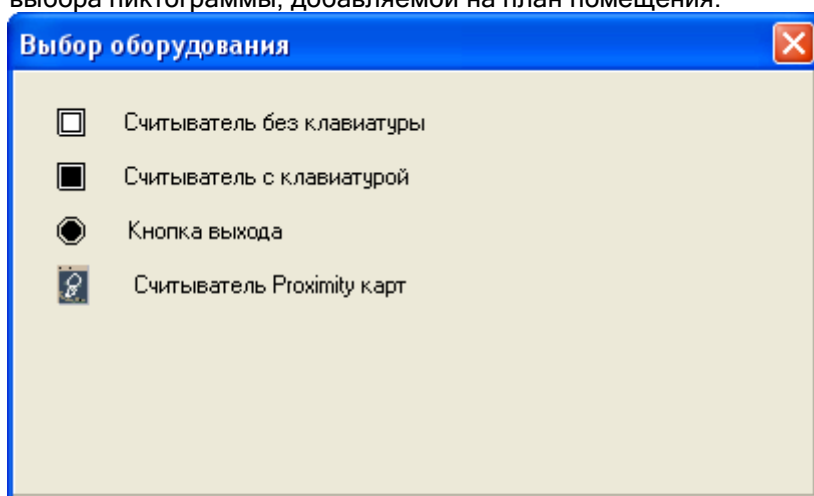 выбора пиктограммы, добавляемой на план помещения.
Выбор оборудования
Считыватель без клавиатуры
Считыватель с клавиатурой
Кнопка выхода
Считыватель Proximity карт